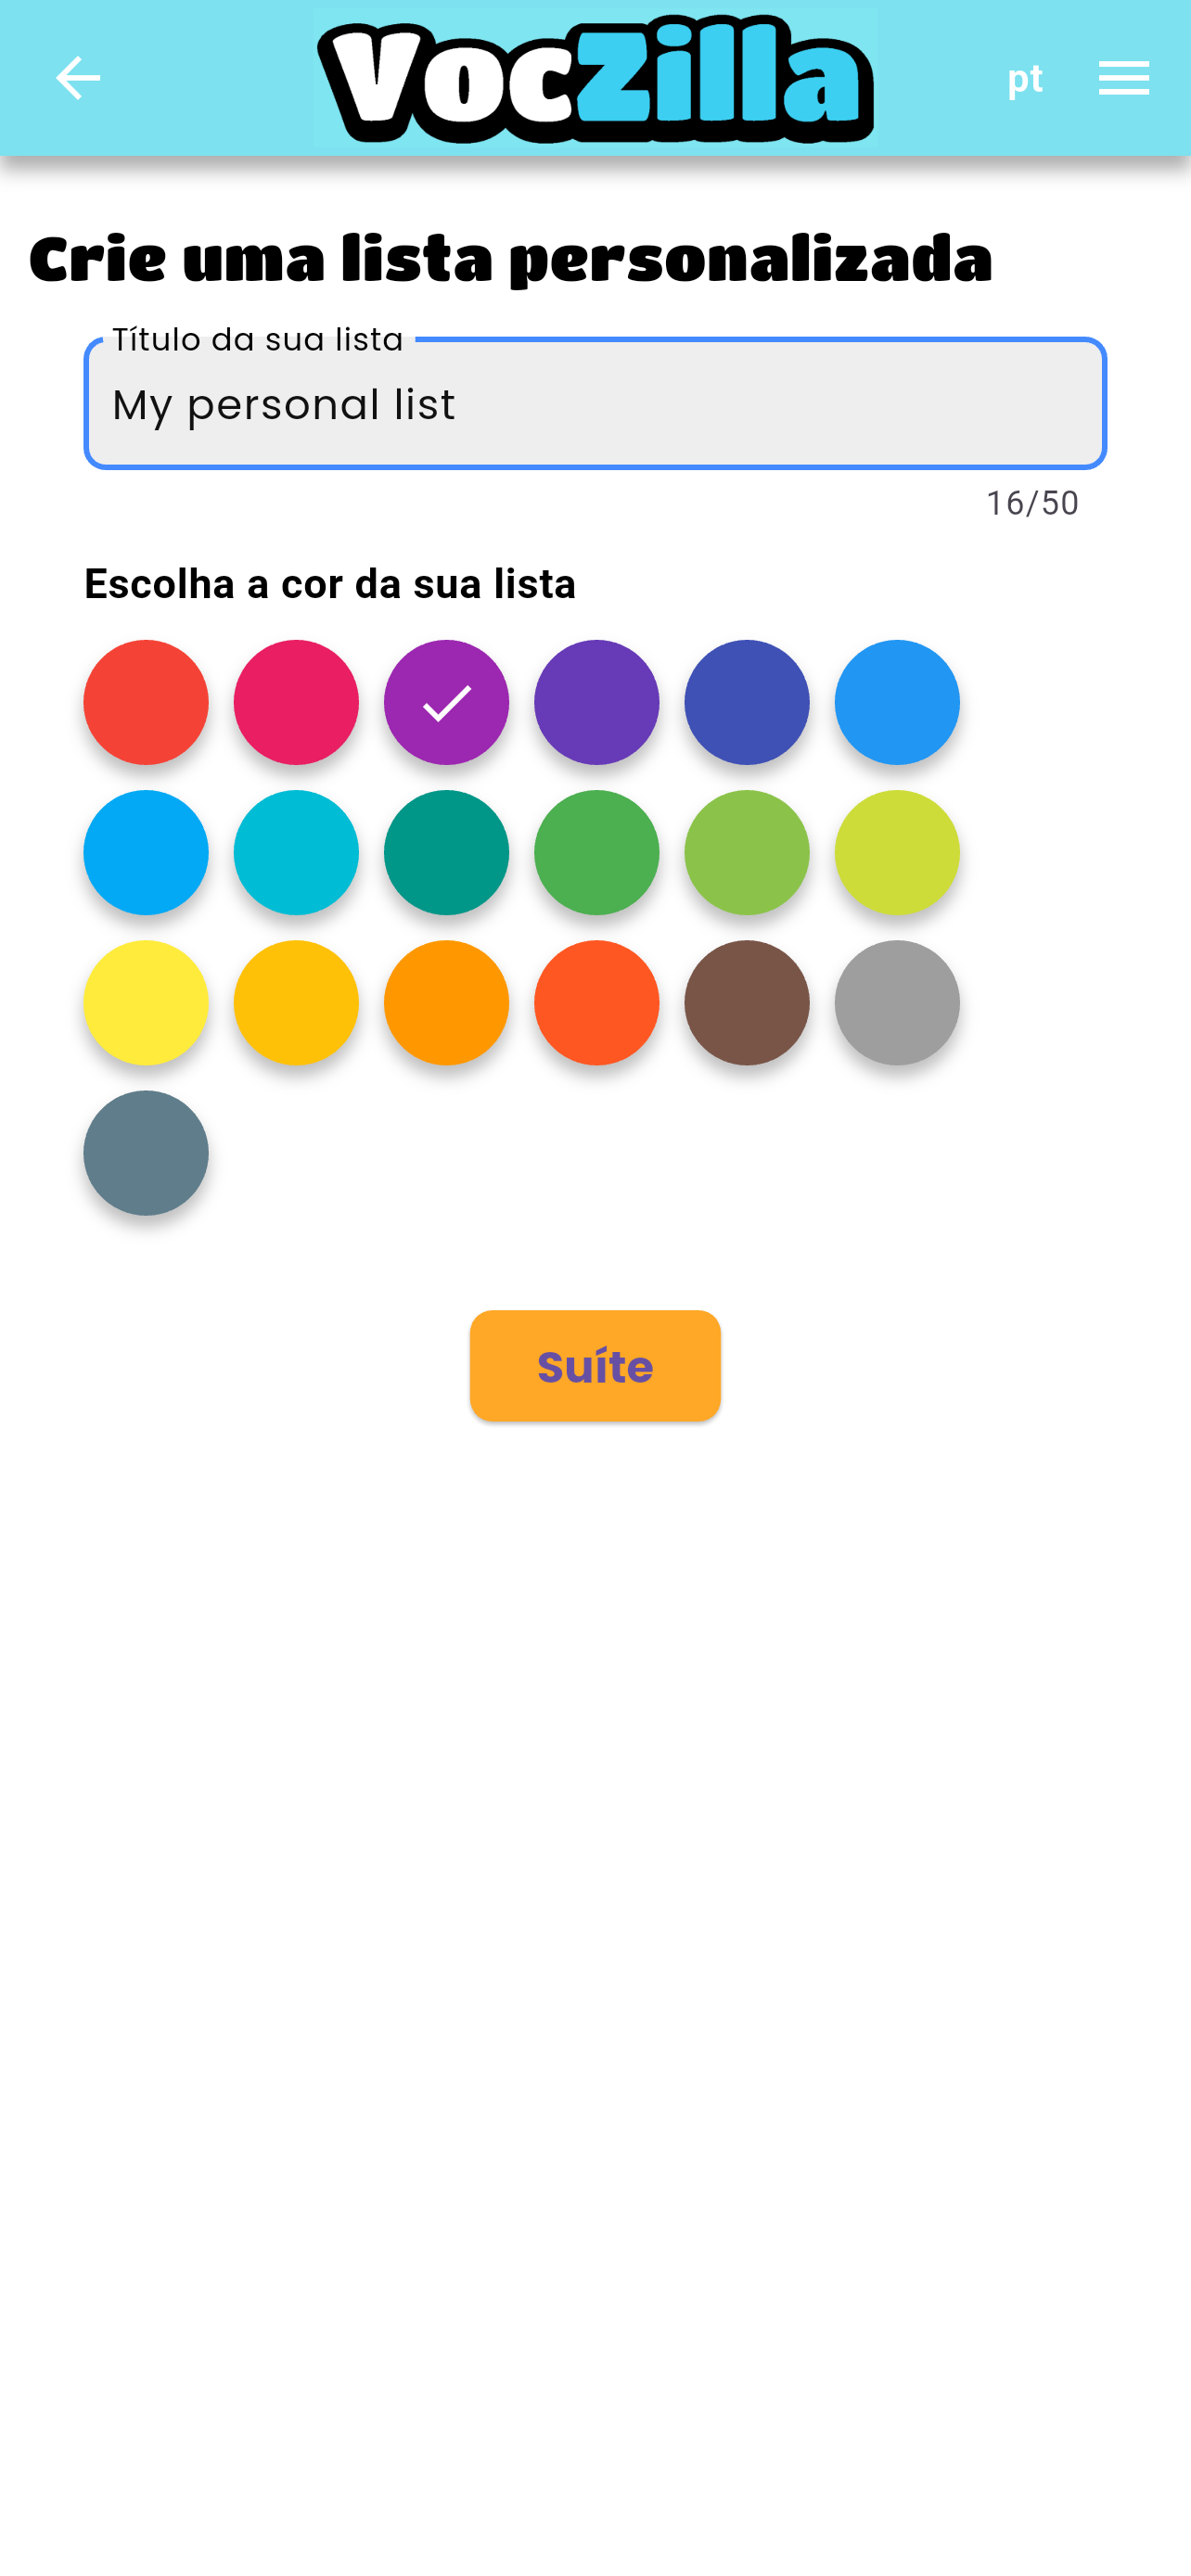 VocZilla
pt
Crie uma lista personalizada
Título da sua lista
My personal list
16/50
Escolha a cor da sua lista
Suíte